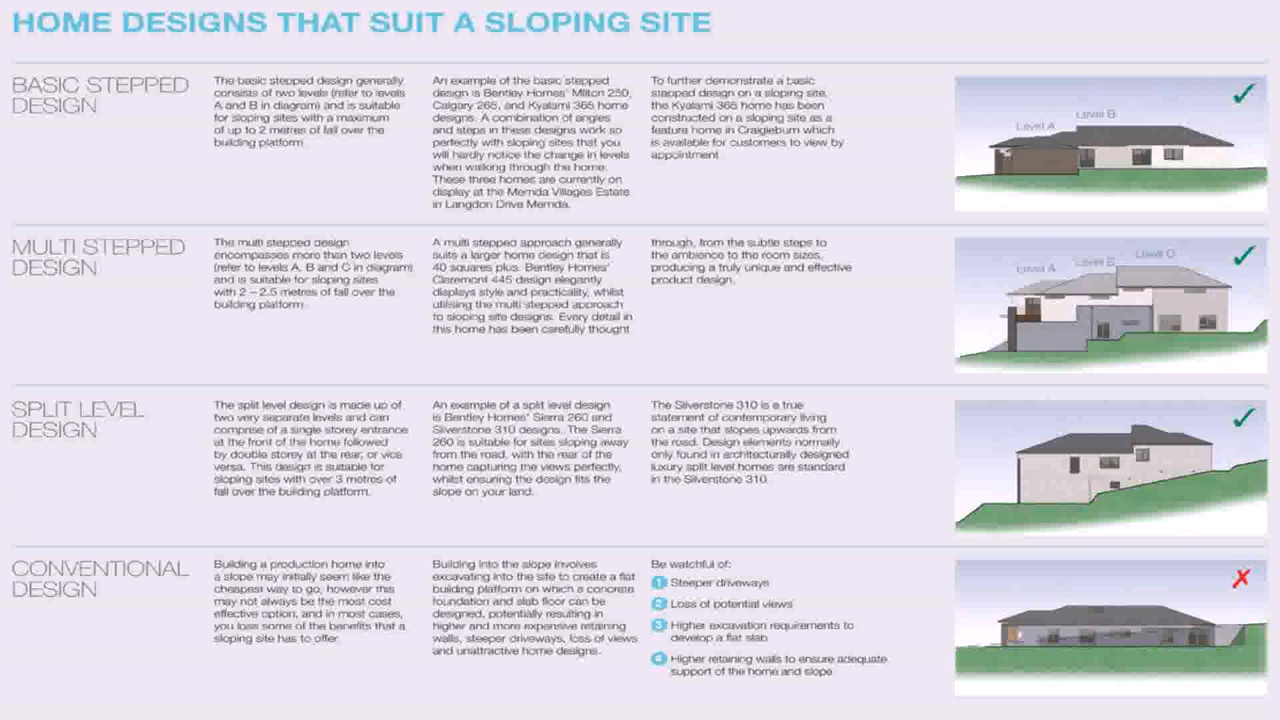 HOME DESIGNS THAT SUIT A SLOPING SITE
BASIC STEPPED
DESIGN
The basic stepped design generally
consists of two levels (refer to levels
A and B in diagram) and is suitable
for sloping sites with a maximum
of up to 2 metres of fall over the
building platform
An example of the basic stepped
design is Bentley Homes' Milton 250,
Calgary 265, and Kyalami 365 home
designs. A combination of angles
and steps in these designs work so
perfectly with sloping sites that you
will hardly notice the change in levels
when walking through the home.
These three homes are currently on
display at the Mernda Villages Estate
in Langdon Drive Mernda.
To further demonstrate a basic
stepped design on a sloping site,
the Kyalami 365 home has been
constructed on a sloping site as a
feature home in Craigieburn which
is available for customers to view by
appointment
Level A
Level B
MULTI STEPPED
DESIGN
The multi stepped design
encompasses more than two levels
(refer to levels A, B and C in diagram)
and is suitable for sloping sites
with 2 – 2.5 metres of fall over the
building platform
A multi stepped approach generally
suits a larger home design that is
40 squares plus. Bentley Homes'
Claremont 445 design elegantly
displays style and practicality, whilst
utilising the multi stepped approach
to sloping site designs. Every detail in
this home has been carefully thought
through, from the subtle steps to
the ambience to the room sizes,
producing a truly unique and effective
product design.
Level A
Level B
Level C
SPLIT LEVEL
DESIGN
The split level design is made up of
two very separate levels and can
comprise of a single storey entrance
at the front of the home followed
by double storey at the rear, or vice
versa. This design is suitable for
sloping sites with over 3 metres of
fall over the building platform.
An example of a split level design
is Bentley Homes' Sierra 260 and
Silverstone 310 designs. The Sierra
260 is suitable for sites sloping away
from the road, with the rear of the
home capturing the views perfectly,
whilst ensuring the design fits the
slope on your land.
The Silverstone 310 is a true
statement of contemporary living
on a site that slopes upwards from
the road. Design elements normally
only found in architecturally designed
luxury split level homes are standard
in the Silverstone 310.
CONVENTIONAL
DESIGN
Building a production home into
a slope may initially seem like the
cheapest way to go, however this
may not always be the most cost
effective option, and in most cases,
you lose some of the benefits that a
sloping site has to offer
Building into the slope involves
excavating into the site to create a flat
building platform on which a concrete
foundation and slab floor can be
designed, potentially resulting in
higher and more expensive retaining
walls, steeper driveways, loss of views
and unattractive home designs.
Be watchful of:
1 Steeper driveways
2 Loss of potential views
3 Higher excavation requirements to
develop a flat slab
4 Higher retaining walls to ensure adequate
support of the home and slope